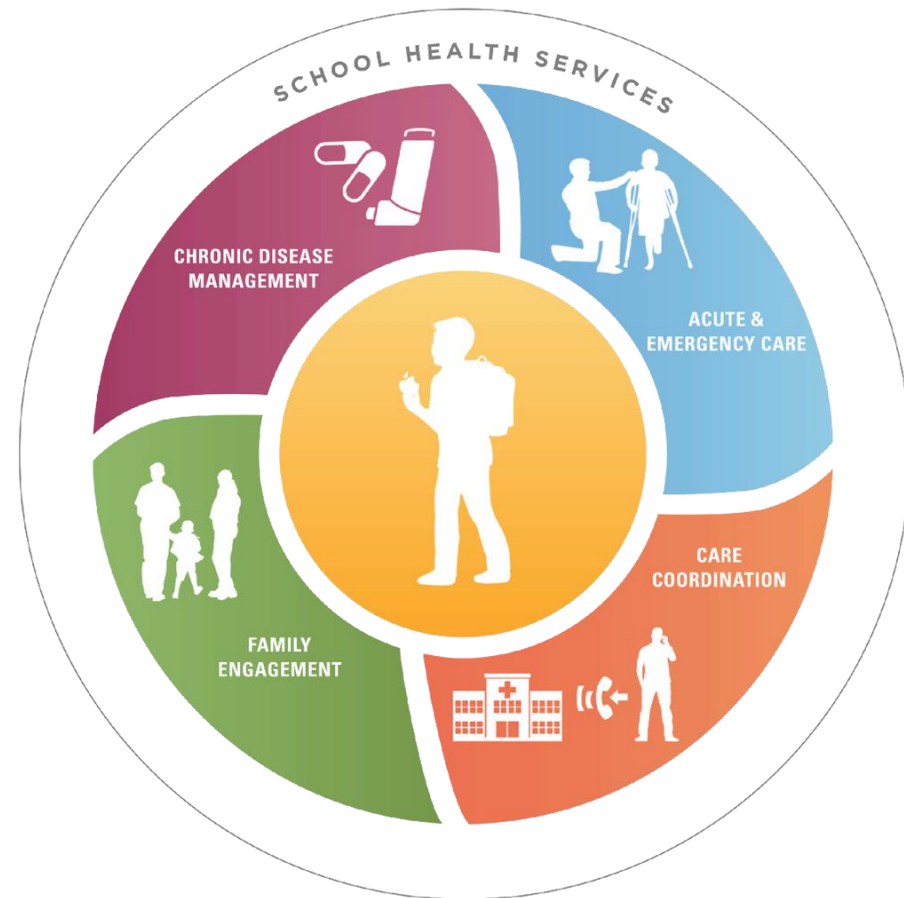 SCHOOL HEALTH SERVICES
CHRONIC DISEASE
MANAGEMENT
ACUTE &
EMERGENCY CARE
FAMILY
ENGAGEMENT
CARE
COORDINATION